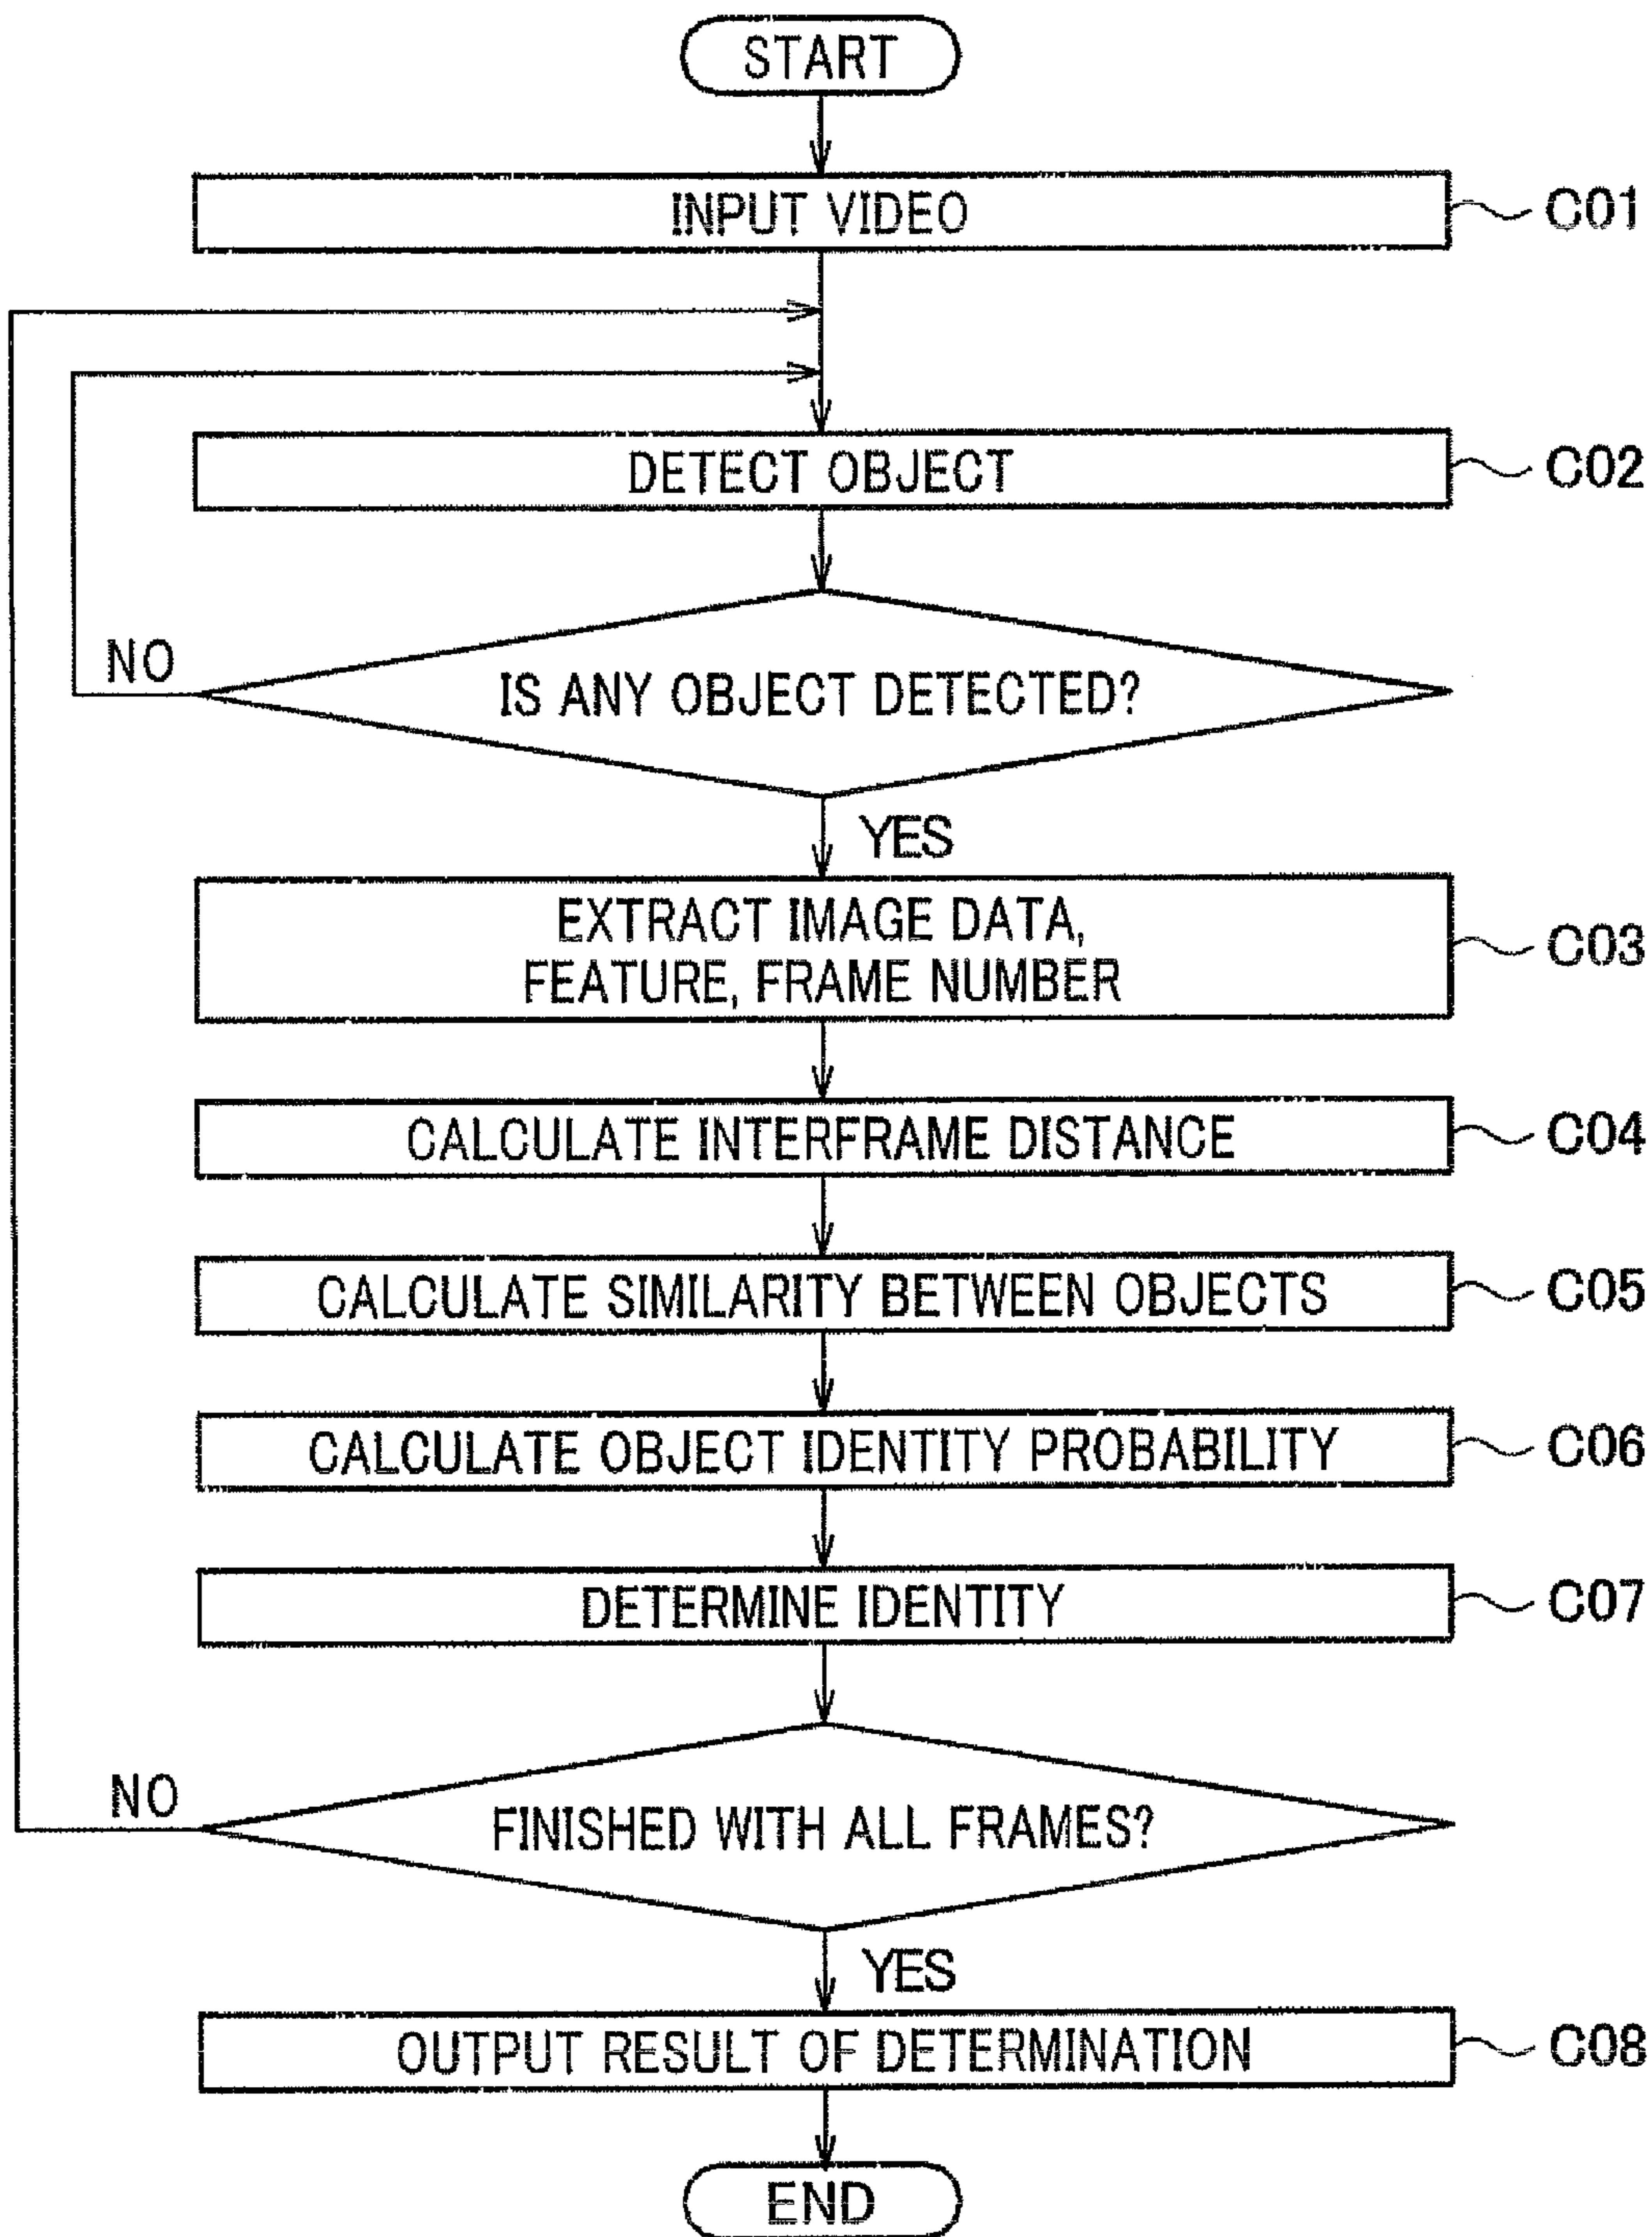 START
INPUT VIDEO
C01
DETECT OBJECT
C02
NO
IS ANY OBJECT DETECTED?
YES
EXTRACT IMAGE DATA,
FEATURE, FRAME NUMBER
C03
CALCULATE INTERFRAME DISTANCE
C04
CALCULATE SIMILARITY BETWEEN OBJECTS
C05
CALCULATE OBJECT IDENTITY PROBABILITY
C06
DETERMINE IDENTITY
C07
NO
FINISHED WITH ALL FRAMES?
YES
OUTPUT RESULT OF DETERMINATION
C08
END